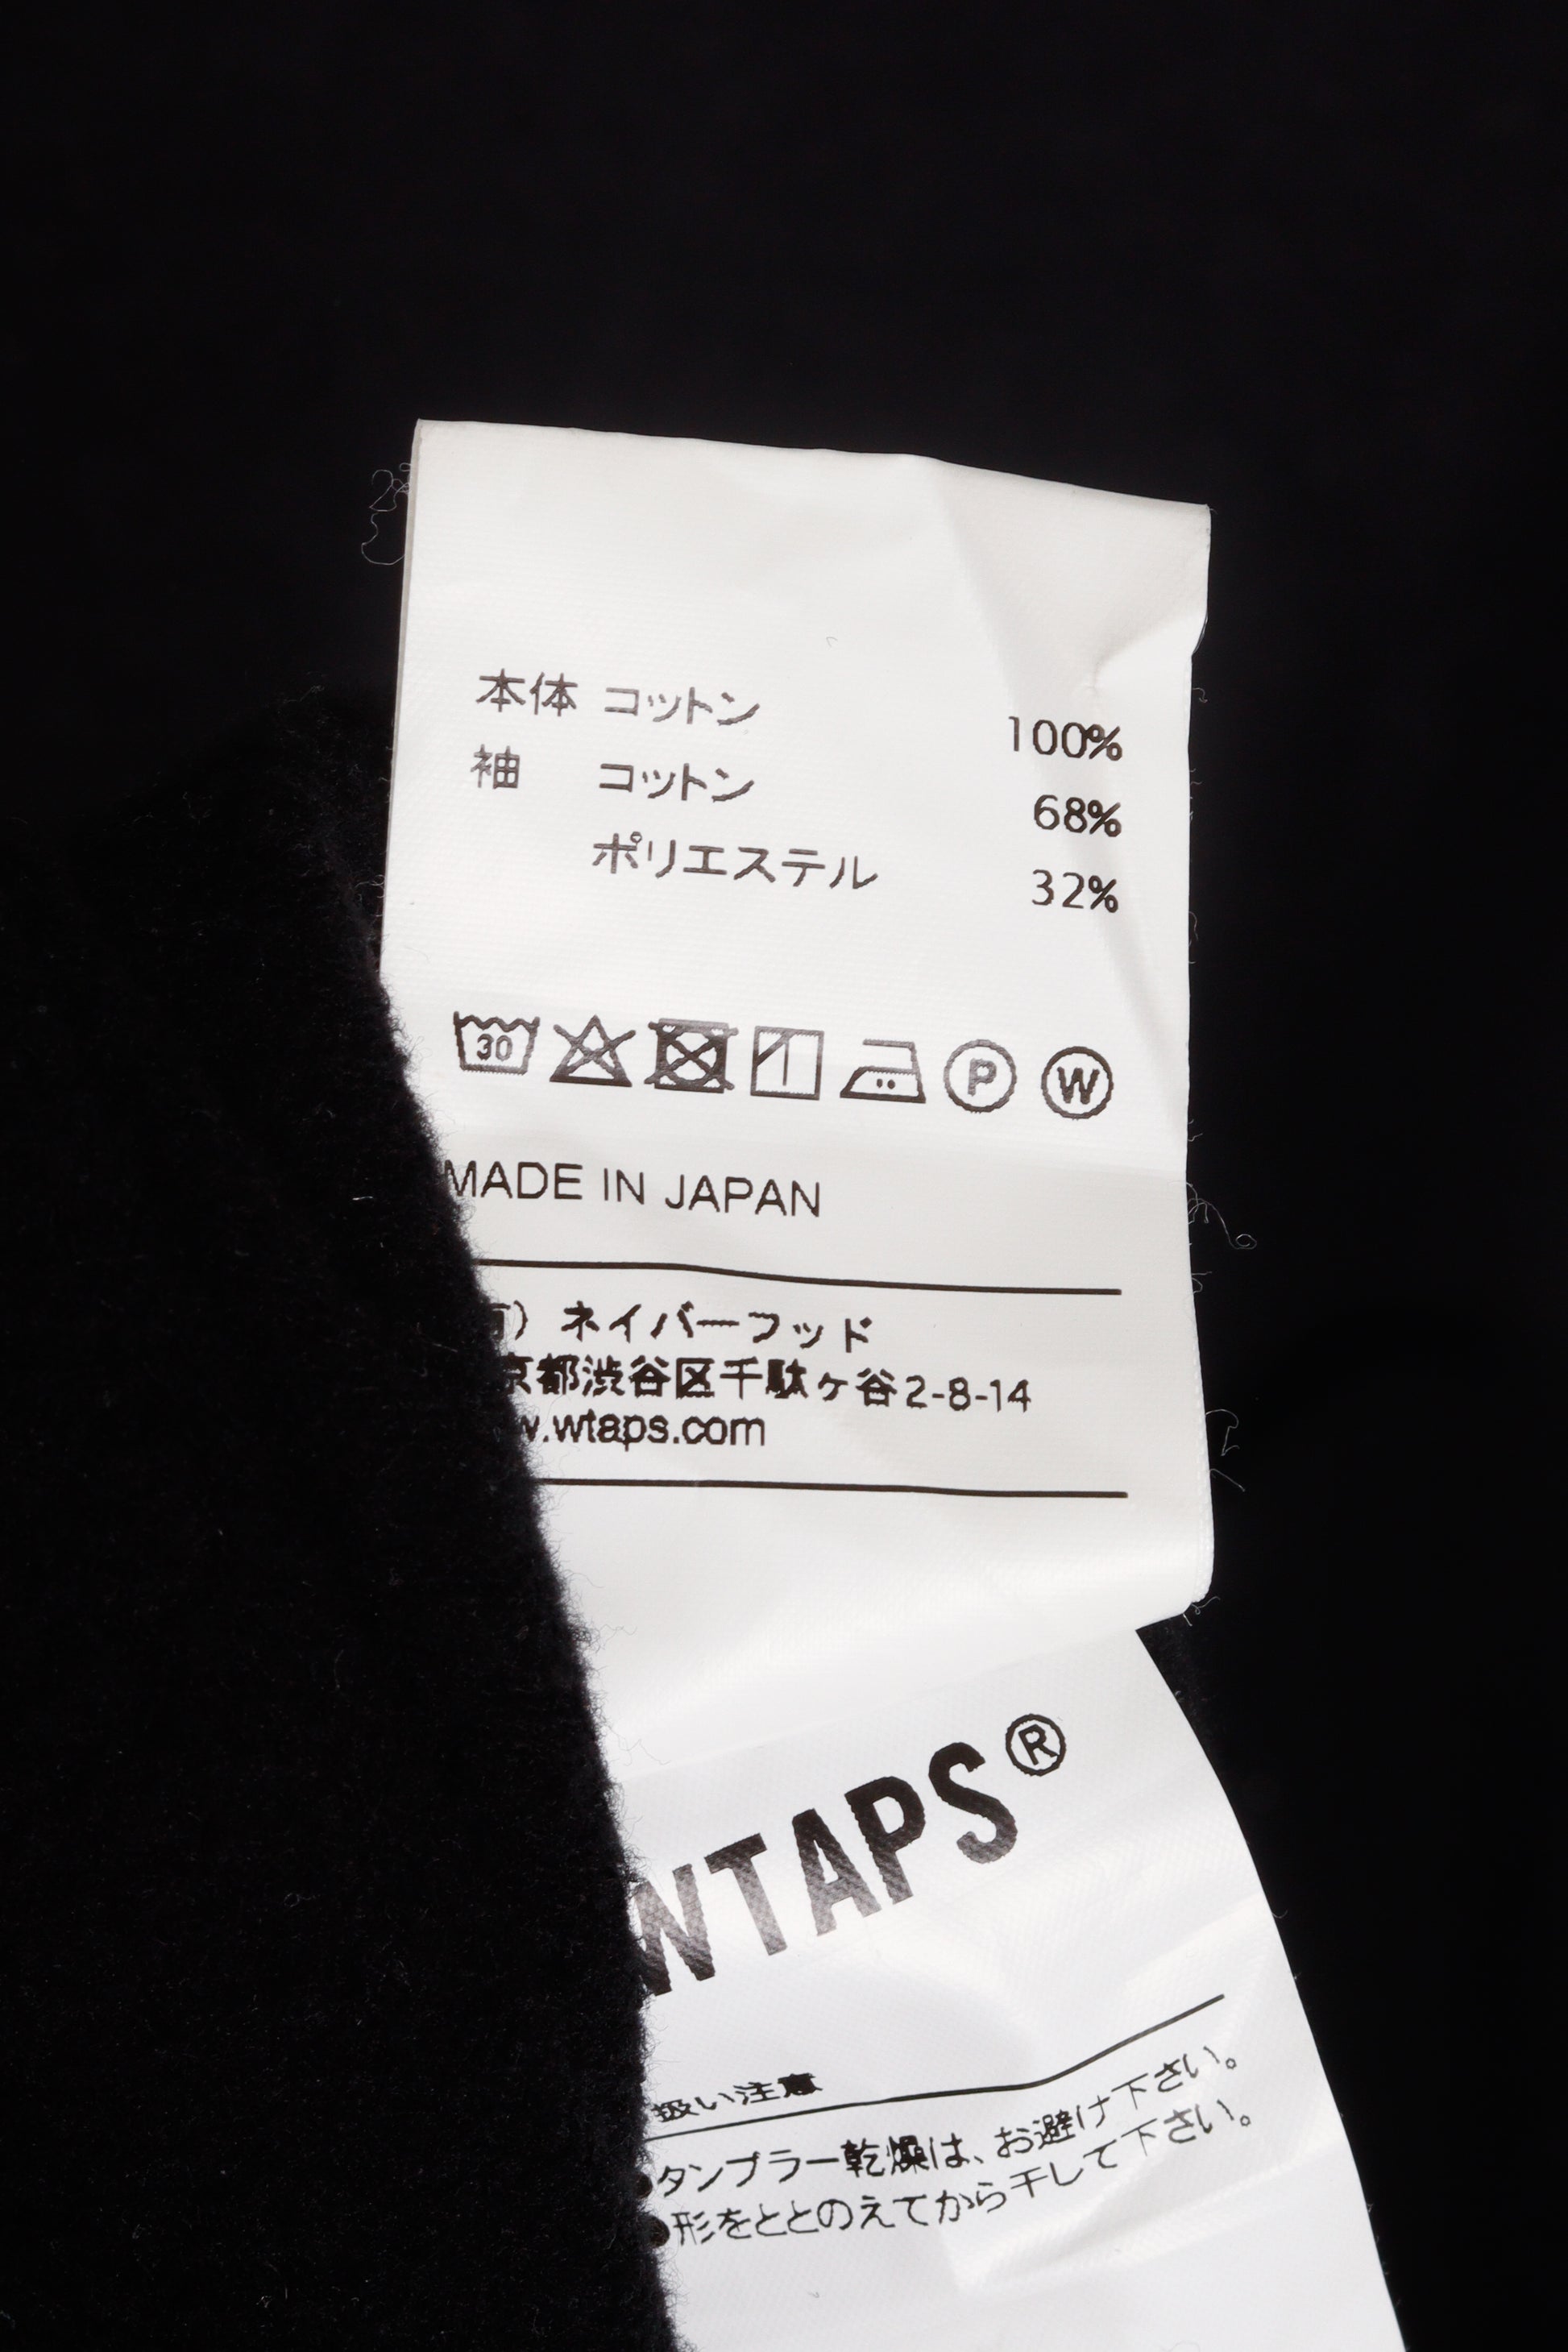 本体 コットン 100%
袖 コットン 68%
ポリエステル 32%
30 P W
MADE IN JAPAN
ネイバーフッド
京都渋谷区千駄ヶ谷2-8-14
w.wtaps.com
WTAPS®
扱い注意
●タンブラー乾燥は、お避け下さい。
●形をととのえてから干して下さい。